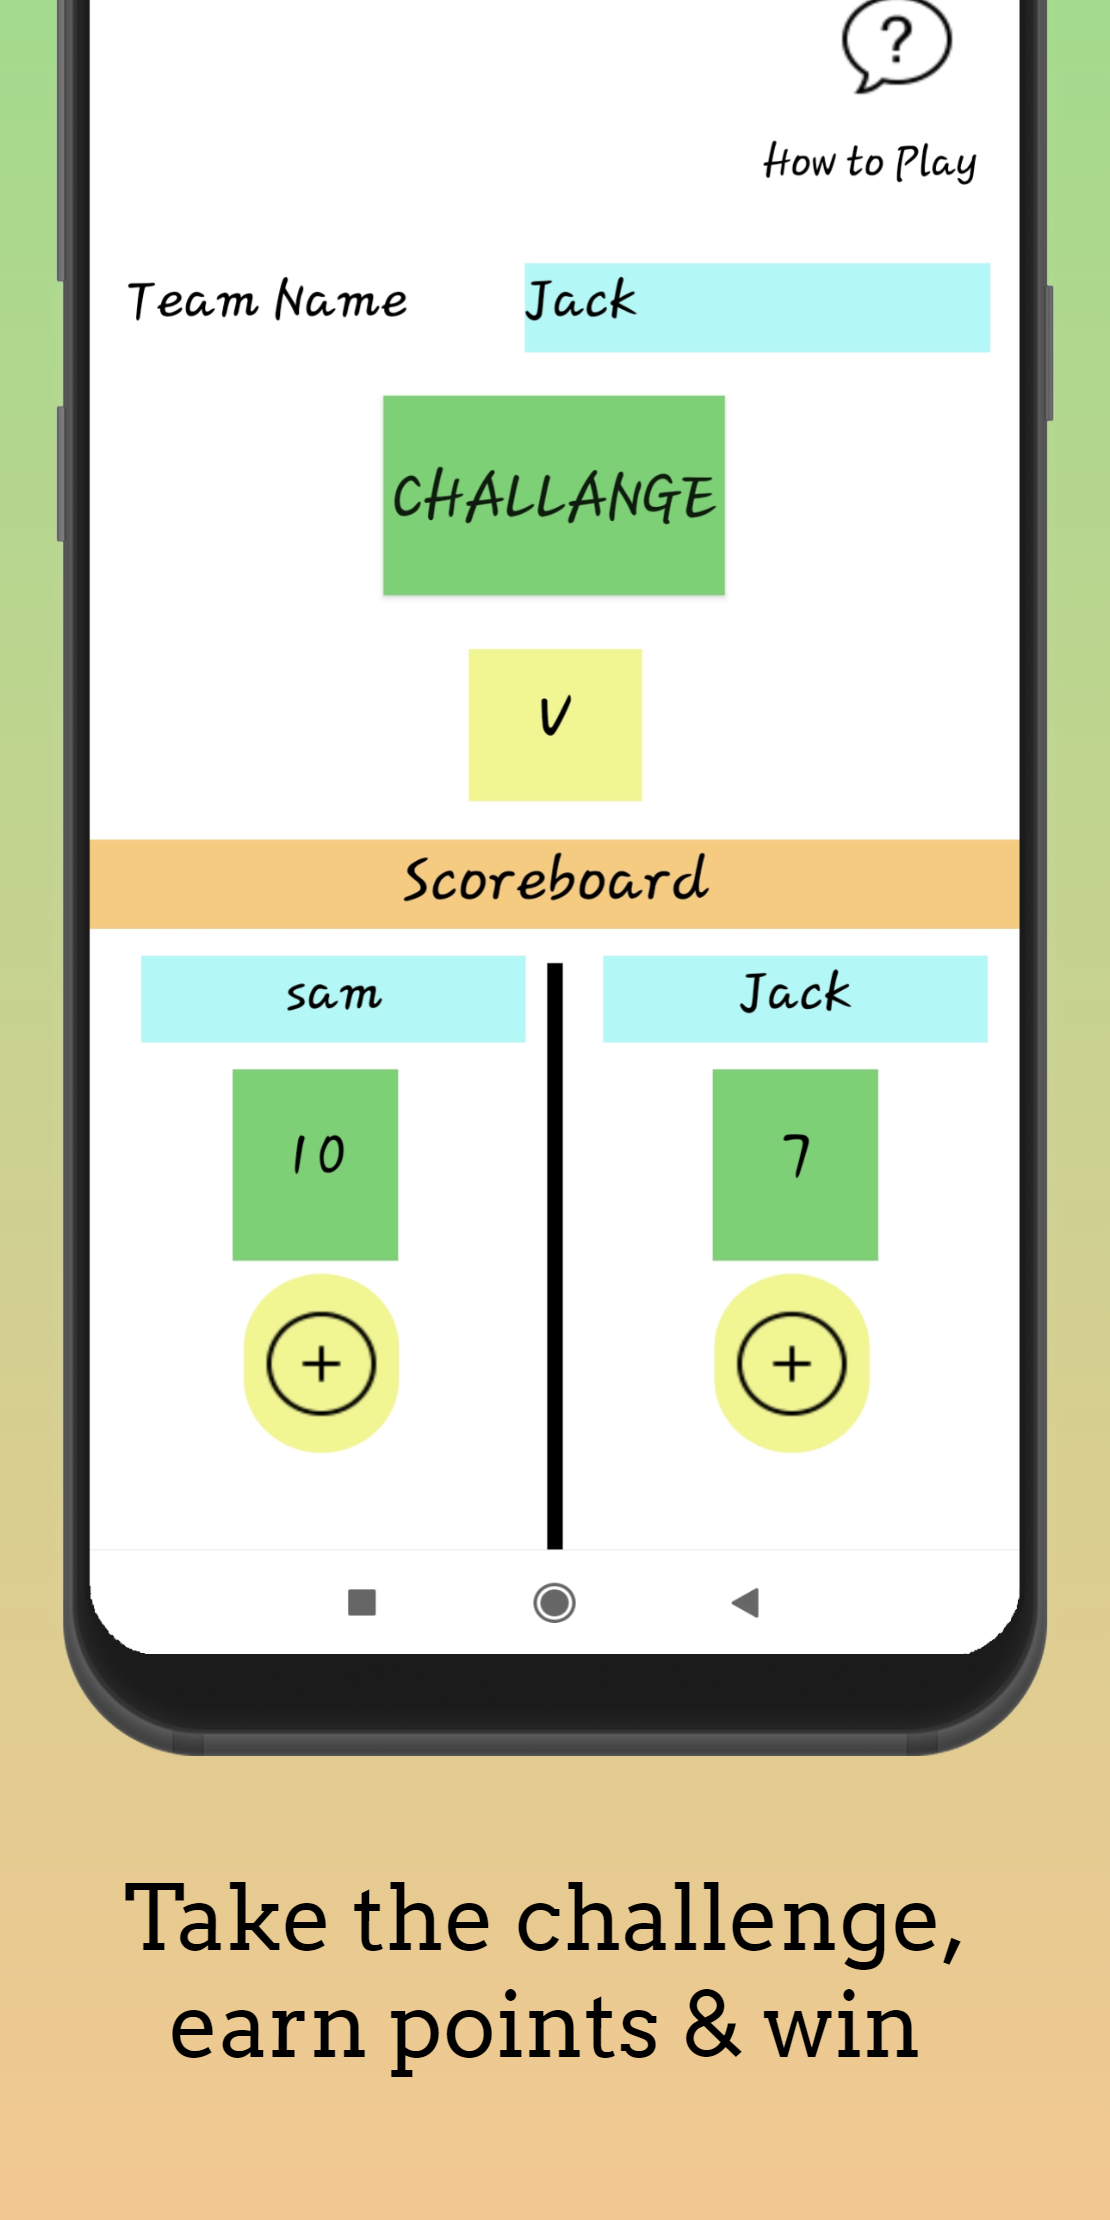 ?
How to Play
Team Name
Jack
CHALLANGE
V
Scoreboard
sam
Jack
10
7
+
+
Take the challenge,
earn points & win